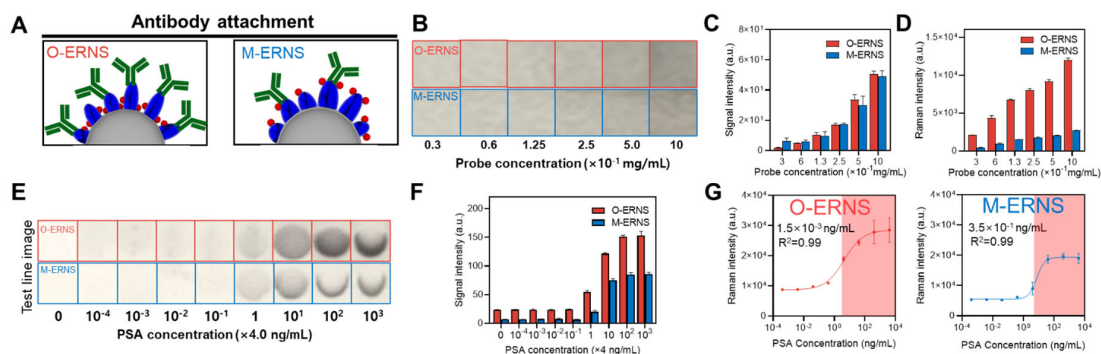 Antibody attachment
A
O-ERNS
M-ERNS
B
O-ERNS
M-ERNS
0.3 0.6 1.25 2.5 5.0 10
Probe concentration (×10⁻¹ mg/mL)
C
Signal intensity (a.u.)
8×10¹
6×10¹
4×10¹
2×10¹
0
O-ERNS
M-ERNS
3 6 1.3 2.5 5 10
Probe concentration (×10⁻¹mg/mL)
D
Raman intensity (a.u.)
1.5×10⁴
1×10⁴
5×10³
0
O-ERNS
M-ERNS
3 6 1.3 2.5 5 10
Probe concentration (×10⁻¹mg/mL)
E
Test line image
O-ERNS
M-ERNS
0 10⁻⁴ 10⁻³ 10⁻² 10⁻¹ 1 10¹ 10² 10³
PSA concentration (×4.0 ng/mL)
F
Signal intensity (a.u.)
200
150
100
50
0
O-ERNS
M-ERNS
0 10⁻⁴ 10⁻³ 10⁻² 10⁻¹ 1 10 10² 10³
PSA Concentration (×4 ng/mL)
G
Raman intensity (a.u.)
4×10⁴
3×10⁴
2×10⁴
1×10⁴
0
O-ERNS
1.5×10⁻³ ng/mL
R²=0.99
10⁻⁴ 10⁻² 10⁰ 10² 10⁴
PSA Concentration (ng/mL)
Raman intensity (a.u.)
4×10⁴
3×10⁴
2×10⁴
1×10⁴
0
M-ERNS
3.5×10⁻¹ ng/mL
R²=0.99
10⁻⁴ 10⁻² 10⁰ 10² 10⁴
PSA Concentration (ng/mL)